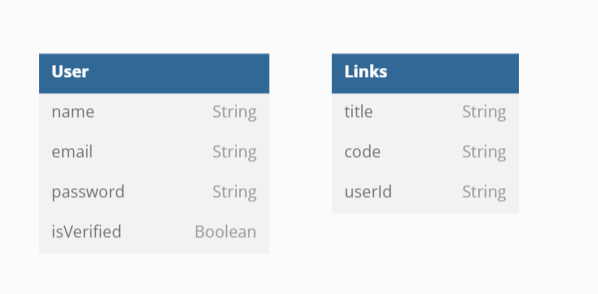 User
name String
email String
password String
isVerified Boolean
Links
title String
code String
userId String